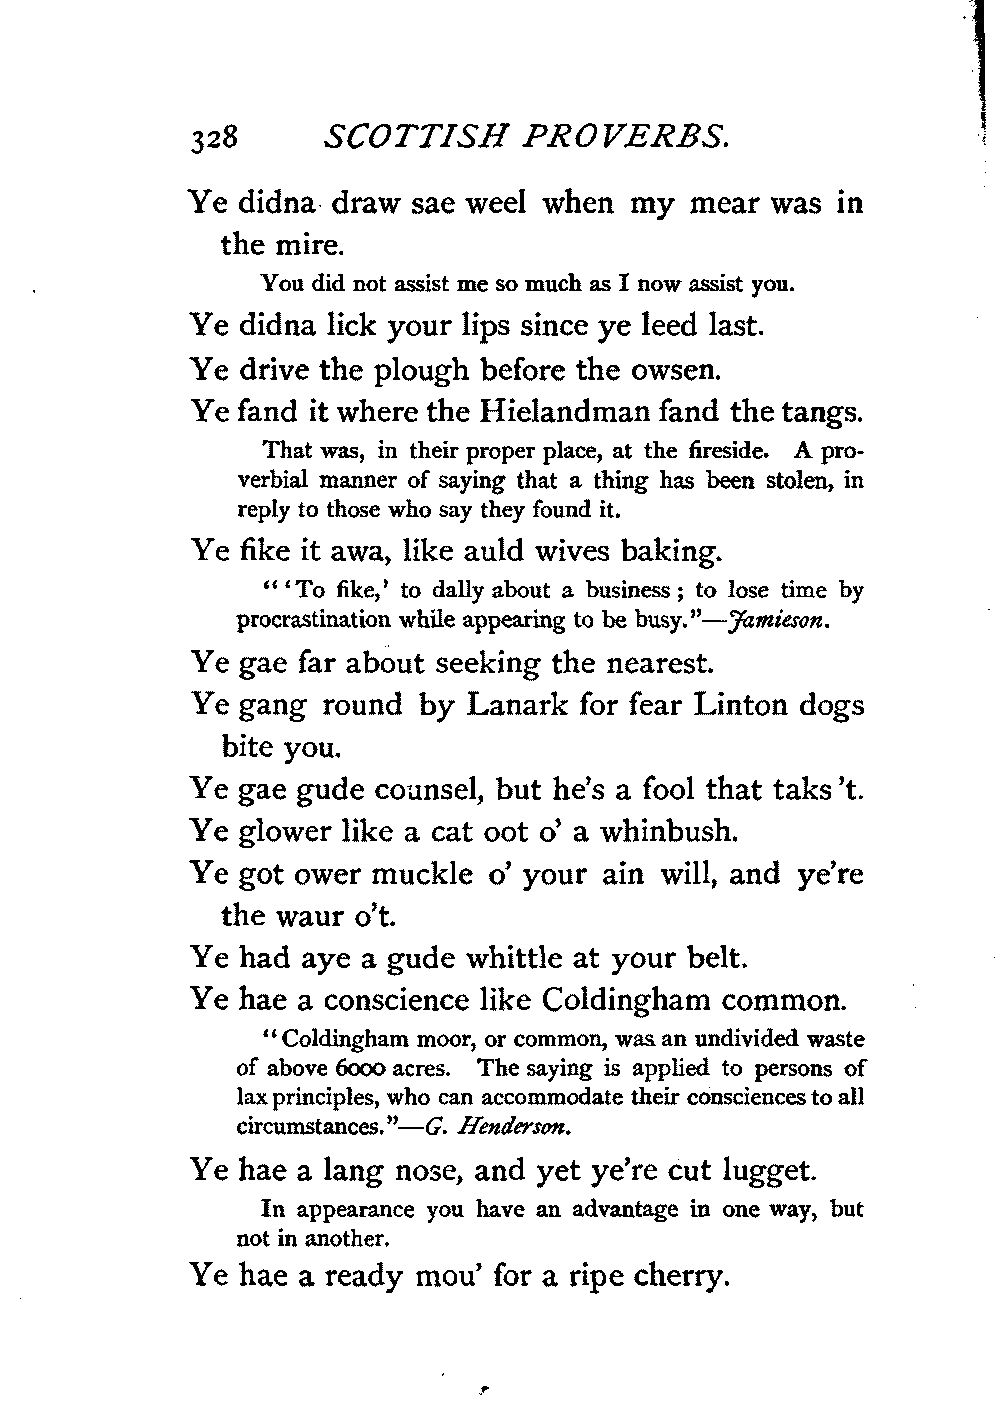 328 SCOTTISH PROVERBS.
Ye didna draw sae weel when my mear was in
the mire.
You did not assist me so much as I now assist you.
Ye didna lick your lips since ye leed last.
Ye drive the plough before the owsen.
Ye fand it where the Hielandman fand the tangs.
That was, in their proper place, at the fireside. A pro-
verbial manner of saying that a thing has been stolen, in
reply to those who say they found it.
Ye fike it awa, like auld wives baking.
"'To fike,' to dally about a business; to lose time by
procrastination while appearing to be busy."—Jamieson.
Ye gae far about seeking the nearest.
Ye gang round by Lanark for fear Linton dogs
bite you.
Ye gae gude counsel, but he's a fool that taks 't.
Ye glower like a cat oot o' a whinbush.
Ye got ower muckle o' your ain will, and ye're
the waur o't.
Ye had aye a gude whittle at your belt.
Ye hae a conscience like Coldingham common.
"Coldingham moor, or common, was an undivided waste
of above 6000 acres. The saying is applied to persons of
lax principles, who can accommodate their consciences to all
circumstances."—G. Henderson.
Ye hae a lang nose, and yet ye're cut lugget.
In appearance you have an advantage in one way, but
not in another.
Ye hae a ready mou' for a ripe cherry.